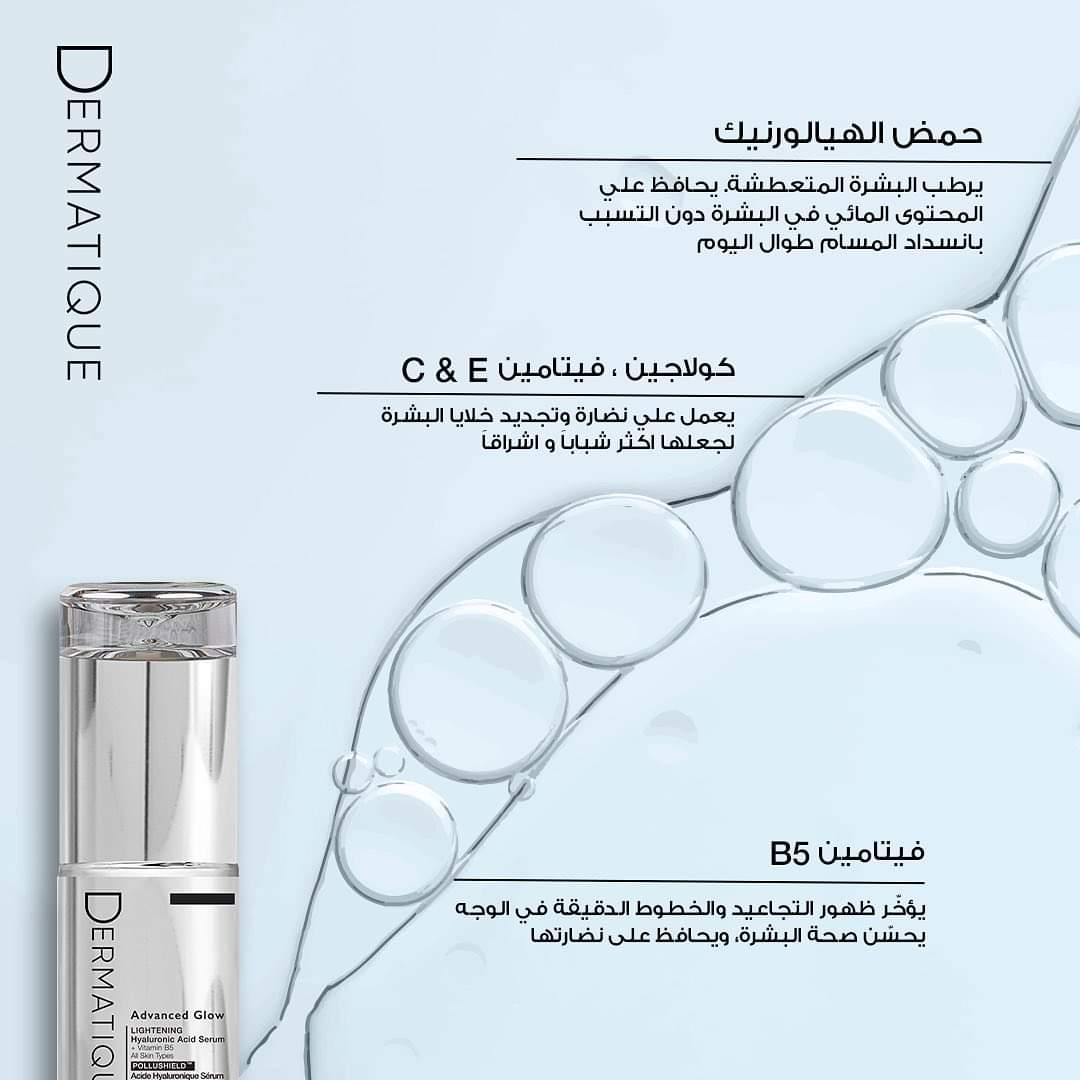 DERMATIQUE
حمض الهيالورنيك
يرطب البشرة المتعطشة. يحافظ علي
المحتوى المائي في البشرة دون التسبب
بانسداد المسام طوال اليوم
كولاجين ، فيتامين C & E
يعمل علي نضارة وتجديد خلايا البشرة
لجعلها اكثر شباباَ و اشراقاَ
فيتامين B5
يؤخّر ظهور التجاعيد والخطوط الدقيقة في الوجه
يحسّن صحة البشرة، ويحافظ على نضارتها
DERMATIQU
Advanced Glow
LIGHTENING
Hyaluronic Acid Serum
+ Vitamin B5
All Skin Types
POLLUSHIELD™
Acide Hyaluronique Sérum